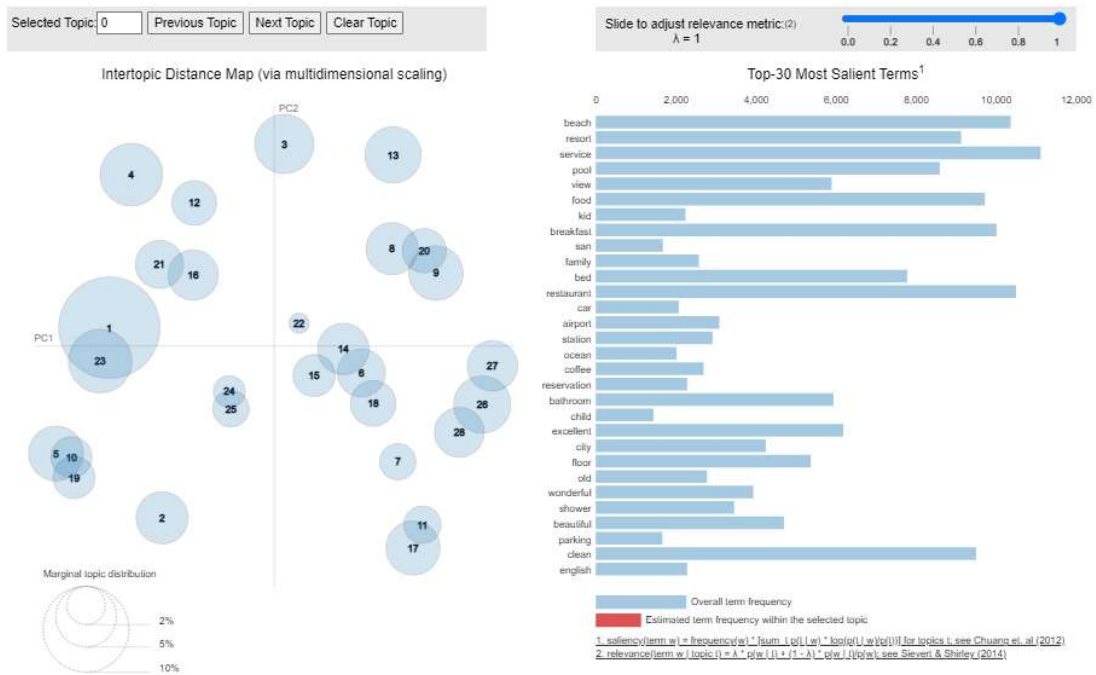 Selected Topic: 0 Previous Topic Next Topic Clear Topic
Slide to adjust relevance metric:(2)
λ = 1
0.0 0.2 0.4 0.6 0.8 1
Intertopic Distance Map (via multidimensional scaling)
PC2
PC1
3
13
4
12
8
20
9
21
16
1
22
23
14
15
6
27
24
25
18
26
28
5
10
19
7
2
11
17
Marginal topic distribution
2%
5%
10%
Top-30 Most Salient Terms1
0 2,000 4,000 6,000 8,000 10,000 12,000
beach
resort
service
pool
view
food
kid
breakfast
san
family
bed
restaurant
car
airport
station
ocean
coffee
reservation
bathroom
child
excellent
city
floor
old
wonderful
shower
beautiful
parking
clean
english
Overall term frequency
Estimated term frequency within the selected topic
1. saliency(term w) = frequency(w) * [sum_t p(t | w) * log(p(t | w)/p(t))] for topics t; see Chuang et. al (2012)
2. relevance(term w | topic t) = λ * p(w | t) + (1 - λ) * p(w | t)/p(w); see Sievert & Shirley (2014)